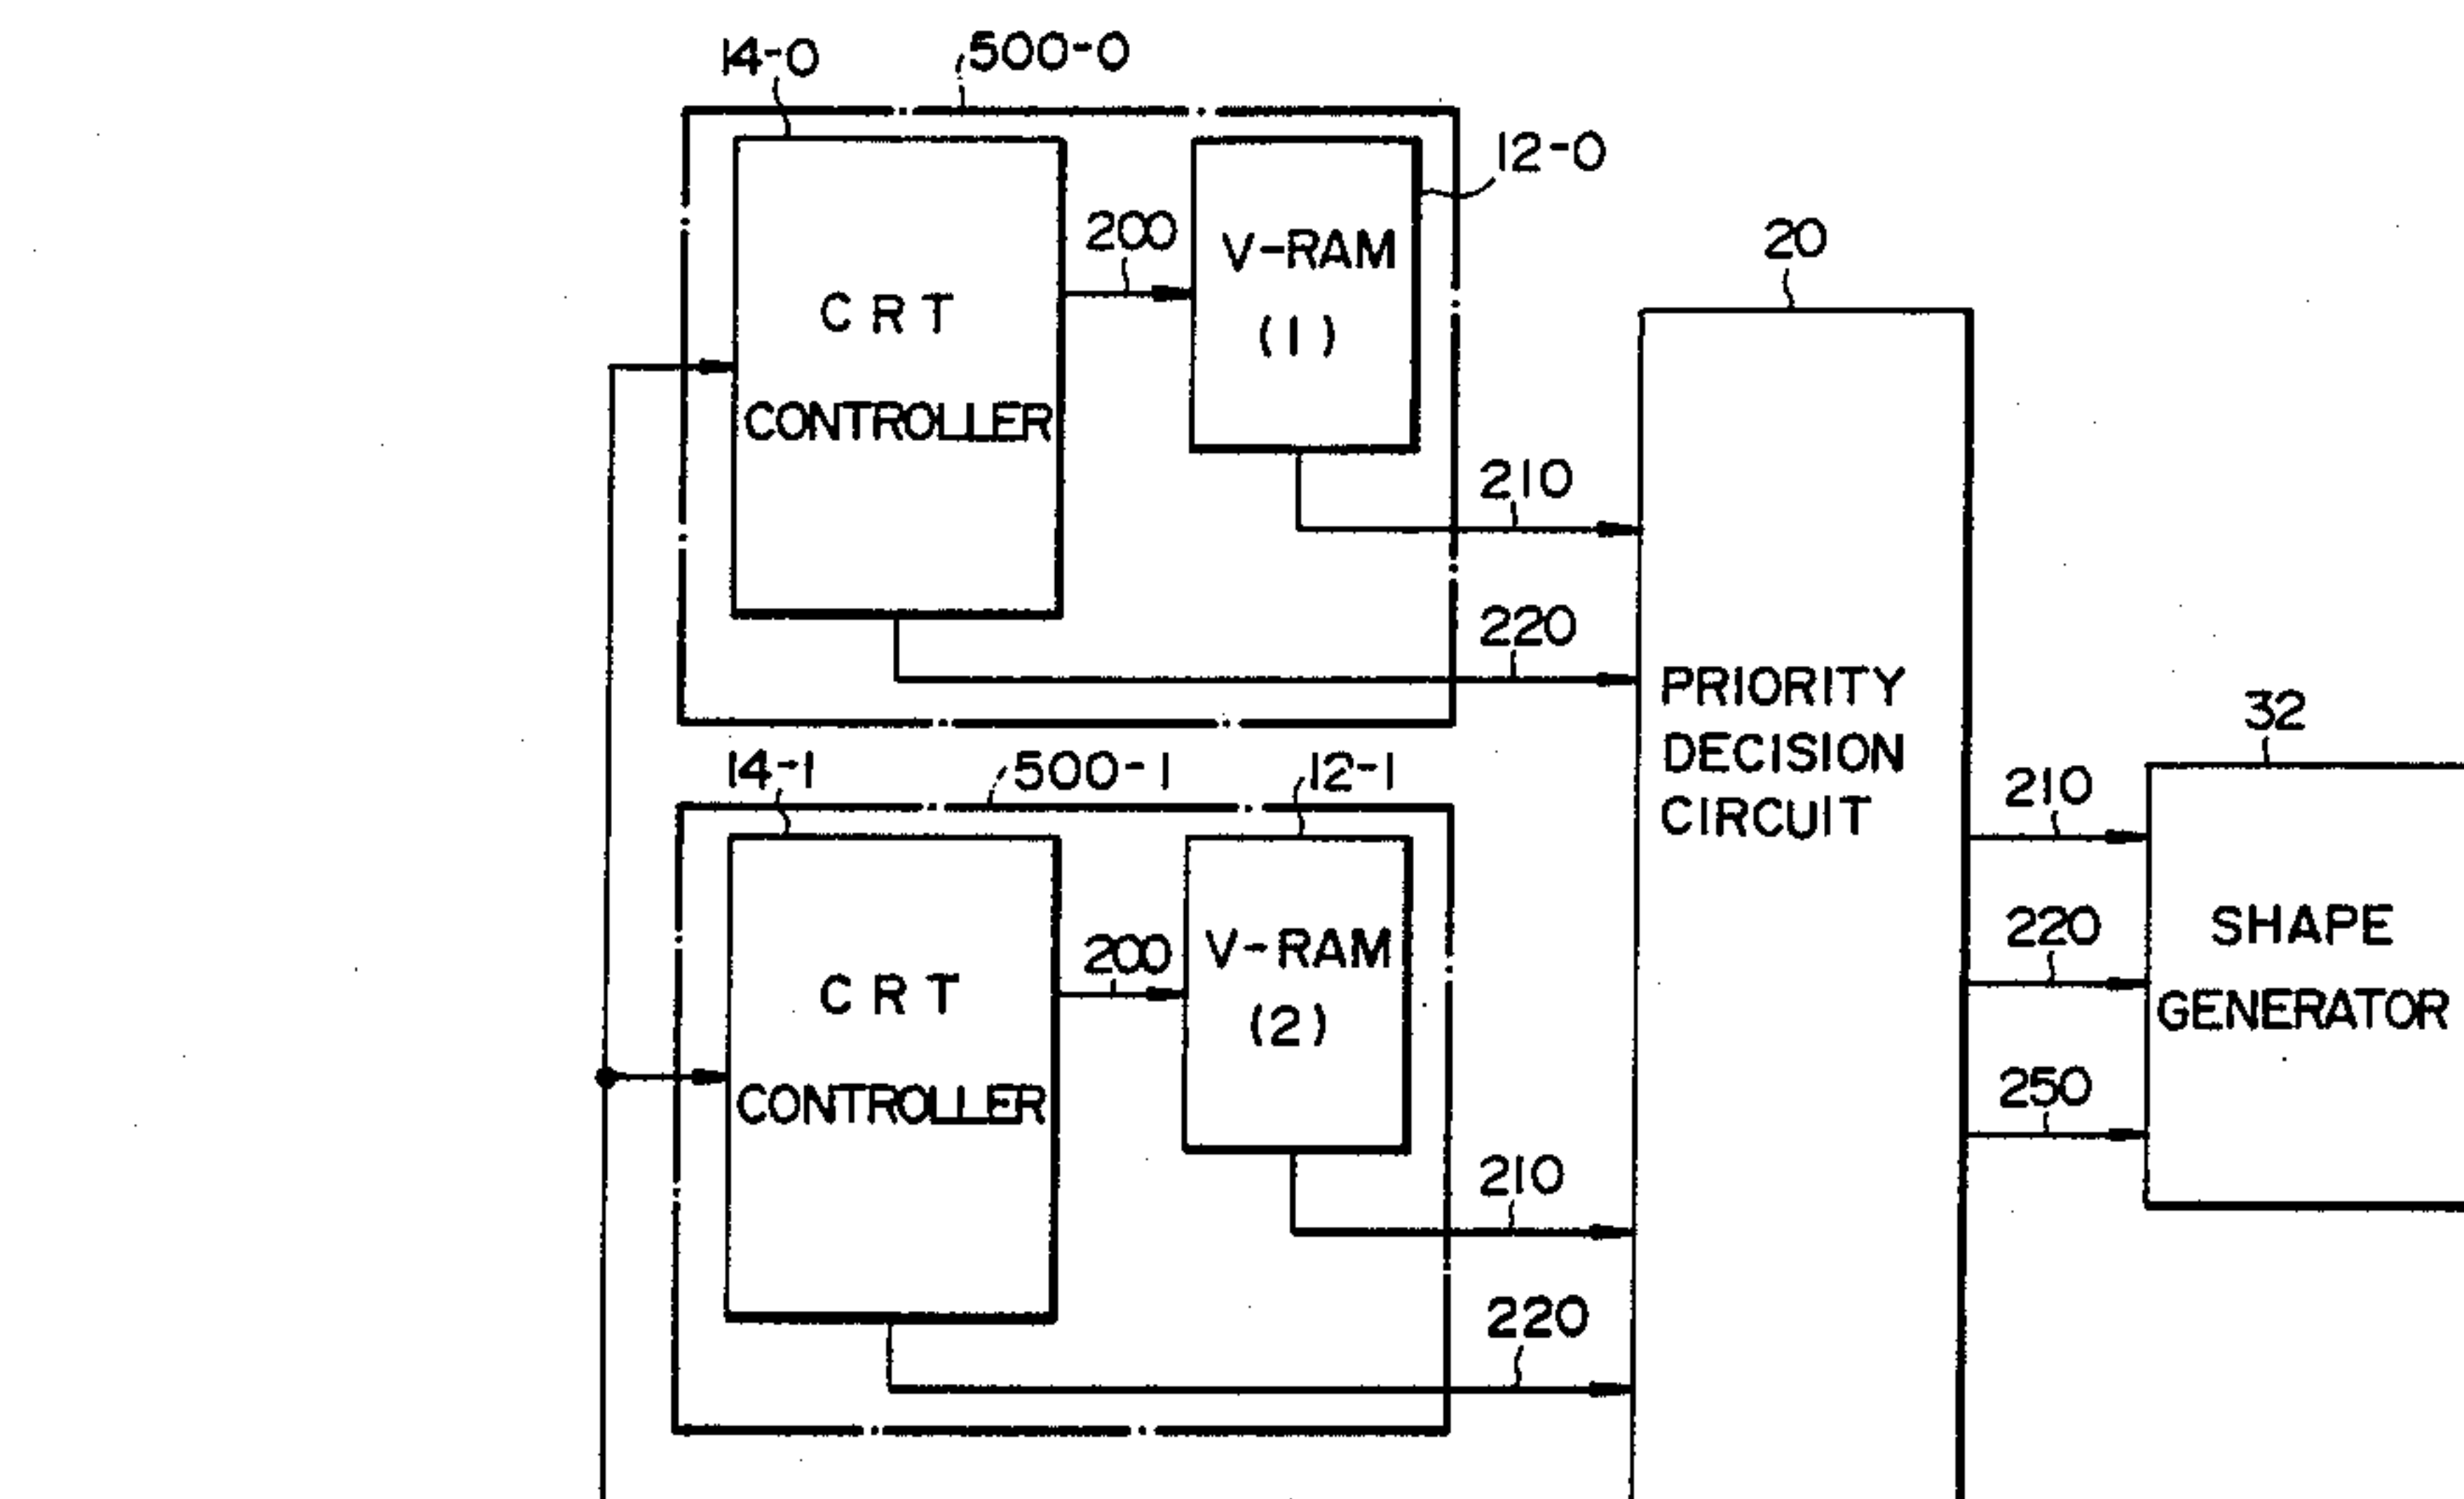 14-0
500-0
12-0
200
V-RAM
(1)
C R T
CONTROLLER
20
210
220
PRIORITY
DECISION
CIRCUIT
14-1
500-1
12-1
200
V-RAM
(2)
C R T
CONTROLLER
210
220
32
210
220
250
SHAPE
GENERATOR